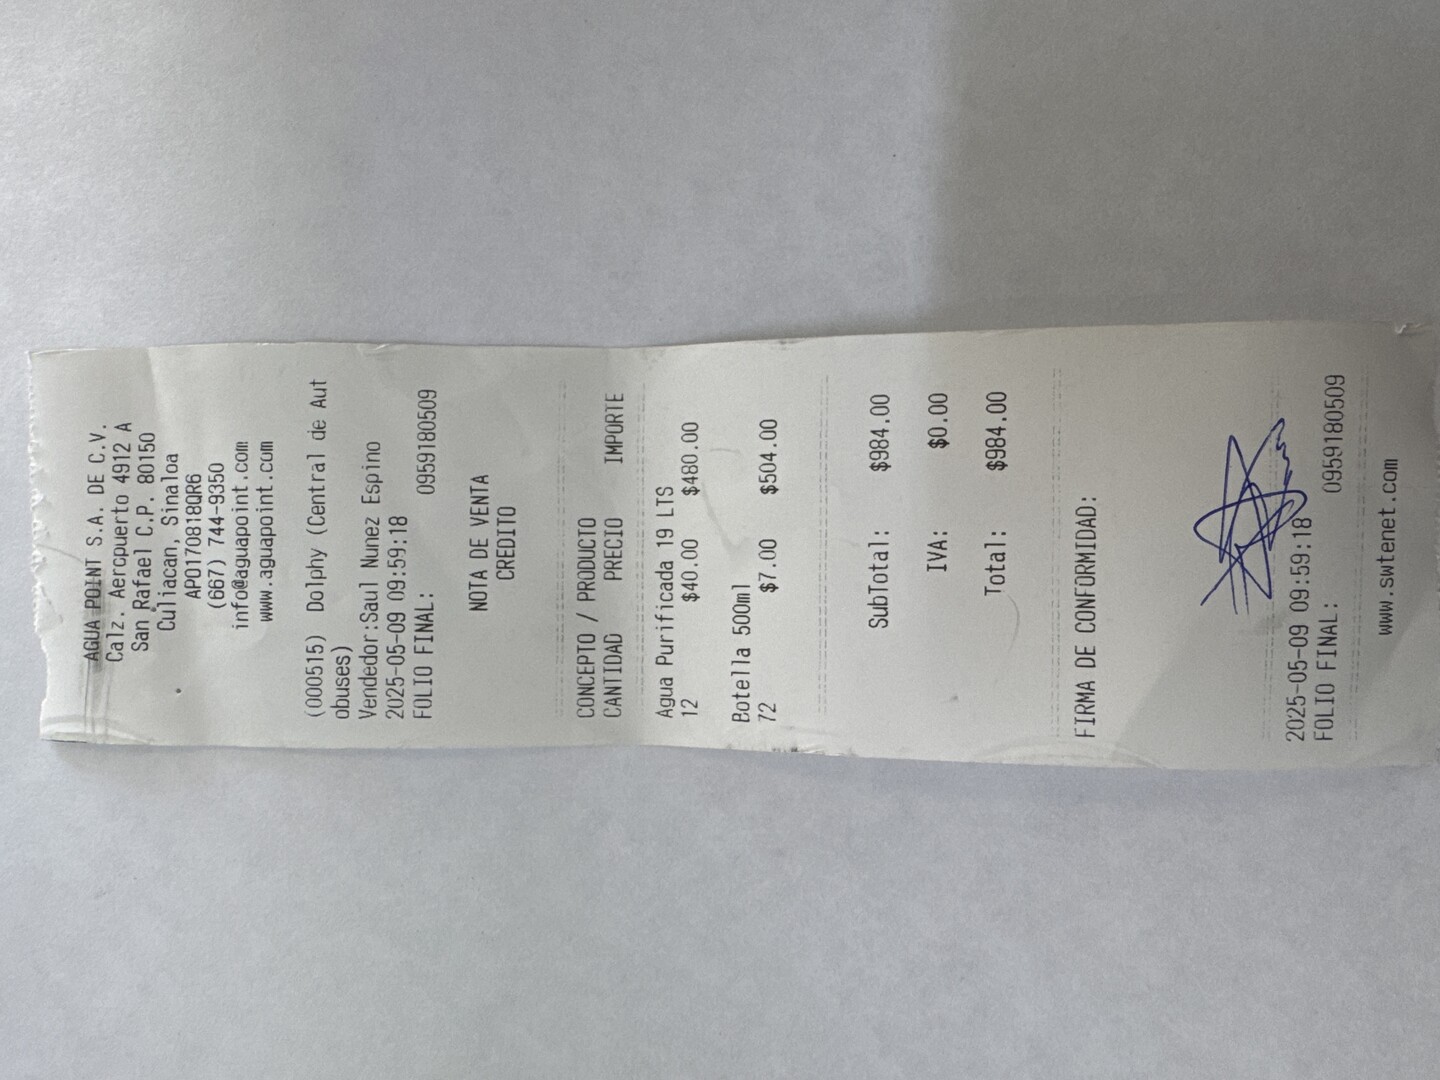 AGUA POINT S.A. DE C.V.
Calz. Aeropuerto 4912 A
San Rafael C.P. 80150
Culiacan, Sinaloa
APO170818QR6
(667) 744-9350
info@aguapoint.com
www.aguapoint.com
(000515) Dolphy (Central de Aut
obuses)
Vendedor:Saul Nunez Espino
2025-05-09 09:59:18
FOLIO FINAL: 0959180509
NOTA DE VENTA
CREDITO
CONCEPTO / PRODUCTO
CANTIDAD PRECIO IMPORTE
Agua Purificada 19 LTS
12 $40.00 $480.00
Botella 500ml
72 $7.00 $504.00
SubTotal: $984.00
IVA: $0.00
Total: $984.00
FIRMA DE CONFORMIDAD:
2025-05-09 09:59:18
FOLIO FINAL: 0959180509
www.swtenet.com